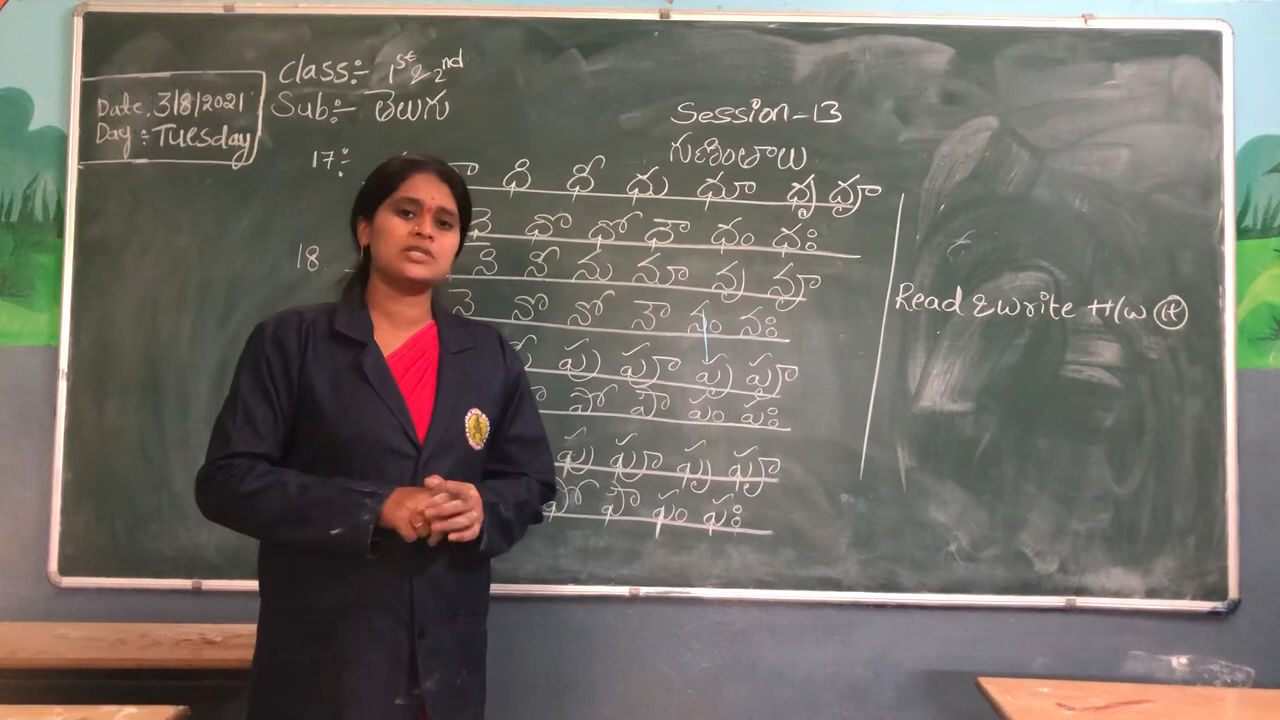 Date. 3/8/2021
Day : Tuesday
Class:- 1st & 2nd
Sub:- తెలుగు
Session-13
గుణింతాలు
17:- ధి ధీ ధు ధూ ధృ ధౄ
ధై ధొ ధో ధౌ ధం ధః
18. ని నీ ను నూ నృ నౄ
నె నొ నో నౌ నం నః
పు పూ పృ పౄ
పో పౌ పం పః
ఫు ఫూ ఫృ ఫౄ
ఫో ఫౌ ఫం ఫః
Read & write H/w